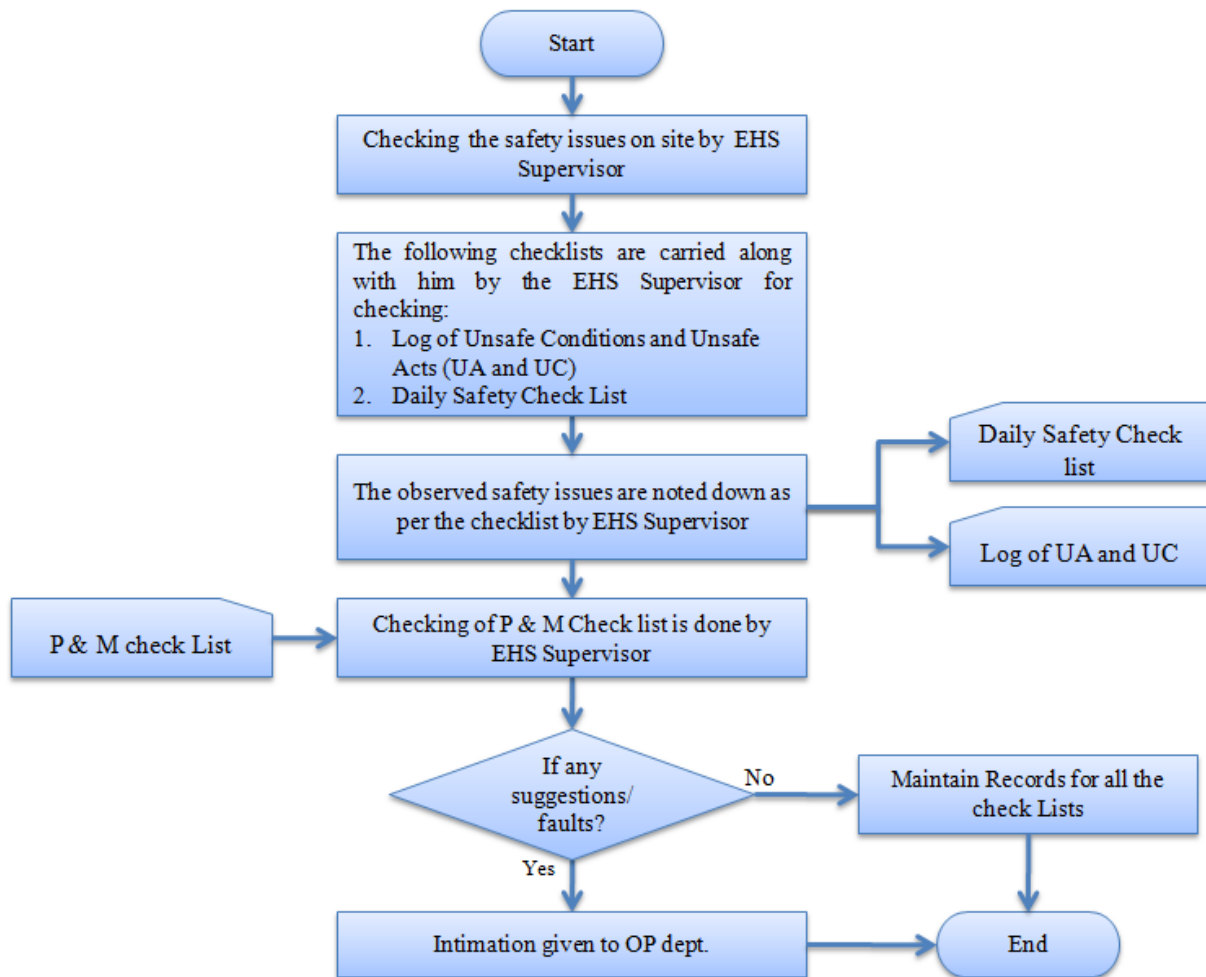 Start
Checking the safety issues on site by EHS
Supervisor
The following checklists are carried along
with him by the EHS Supervisor for
checking:
1. Log of Unsafe Conditions and Unsafe
Acts (UA and UC)
2. Daily Safety Check List
The observed safety issues are noted down as
per the checklist by EHS Supervisor
Daily Safety Check
list
Log of UA and UC
P & M check List
Checking of P & M Check list is done by
EHS Supervisor
If any
suggestions/
faults?
No
Maintain Records for all the
check Lists
Yes
Intimation given to OP dept.
End